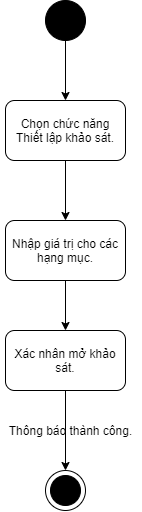 Chọn chức năng
Thiết lập khảo sát.
Nhập giá trị cho các
hạng mục.
Xác nhân mở khảo
sát.
Thông báo thành công.